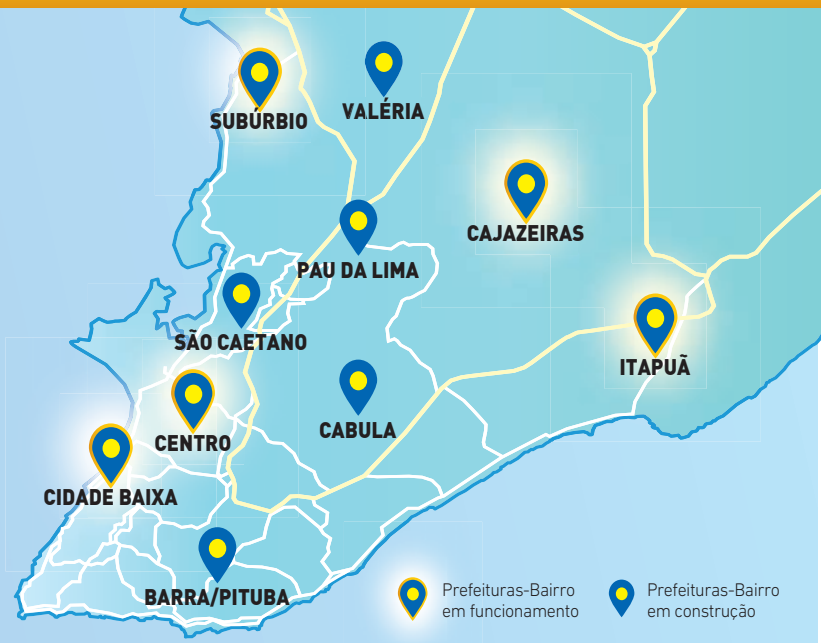 SUBÚRBIO
VALÉRIA
CAJAZEIRAS
PAU DA LIMA
SÃO CAETANO
ITAPUÃ
CABULA
CENTRO
CIDADE BAIXA
BARRA/PITUBA
Prefeituras-Bairro
em funcionamento
Prefeituras-Bairro
em construção